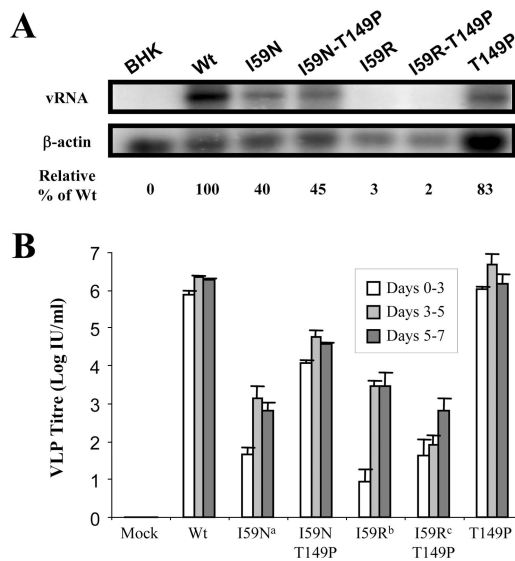 A
BHK
Wt
I59N
I59N-T149P
I59R
I59R-T149P
T149P
vRNA
β-actin
Relative
% of Wt
0 100 40 45 3 2 83
B
VLP Titre (Log IU/ml)
7
6
5
4
3
2
1
0
Days 0-3
Days 3-5
Days 5-7
Mock Wt I59Nᵃ I59N I59Rᵇ I59Rᶜ T149P
T149P T149P